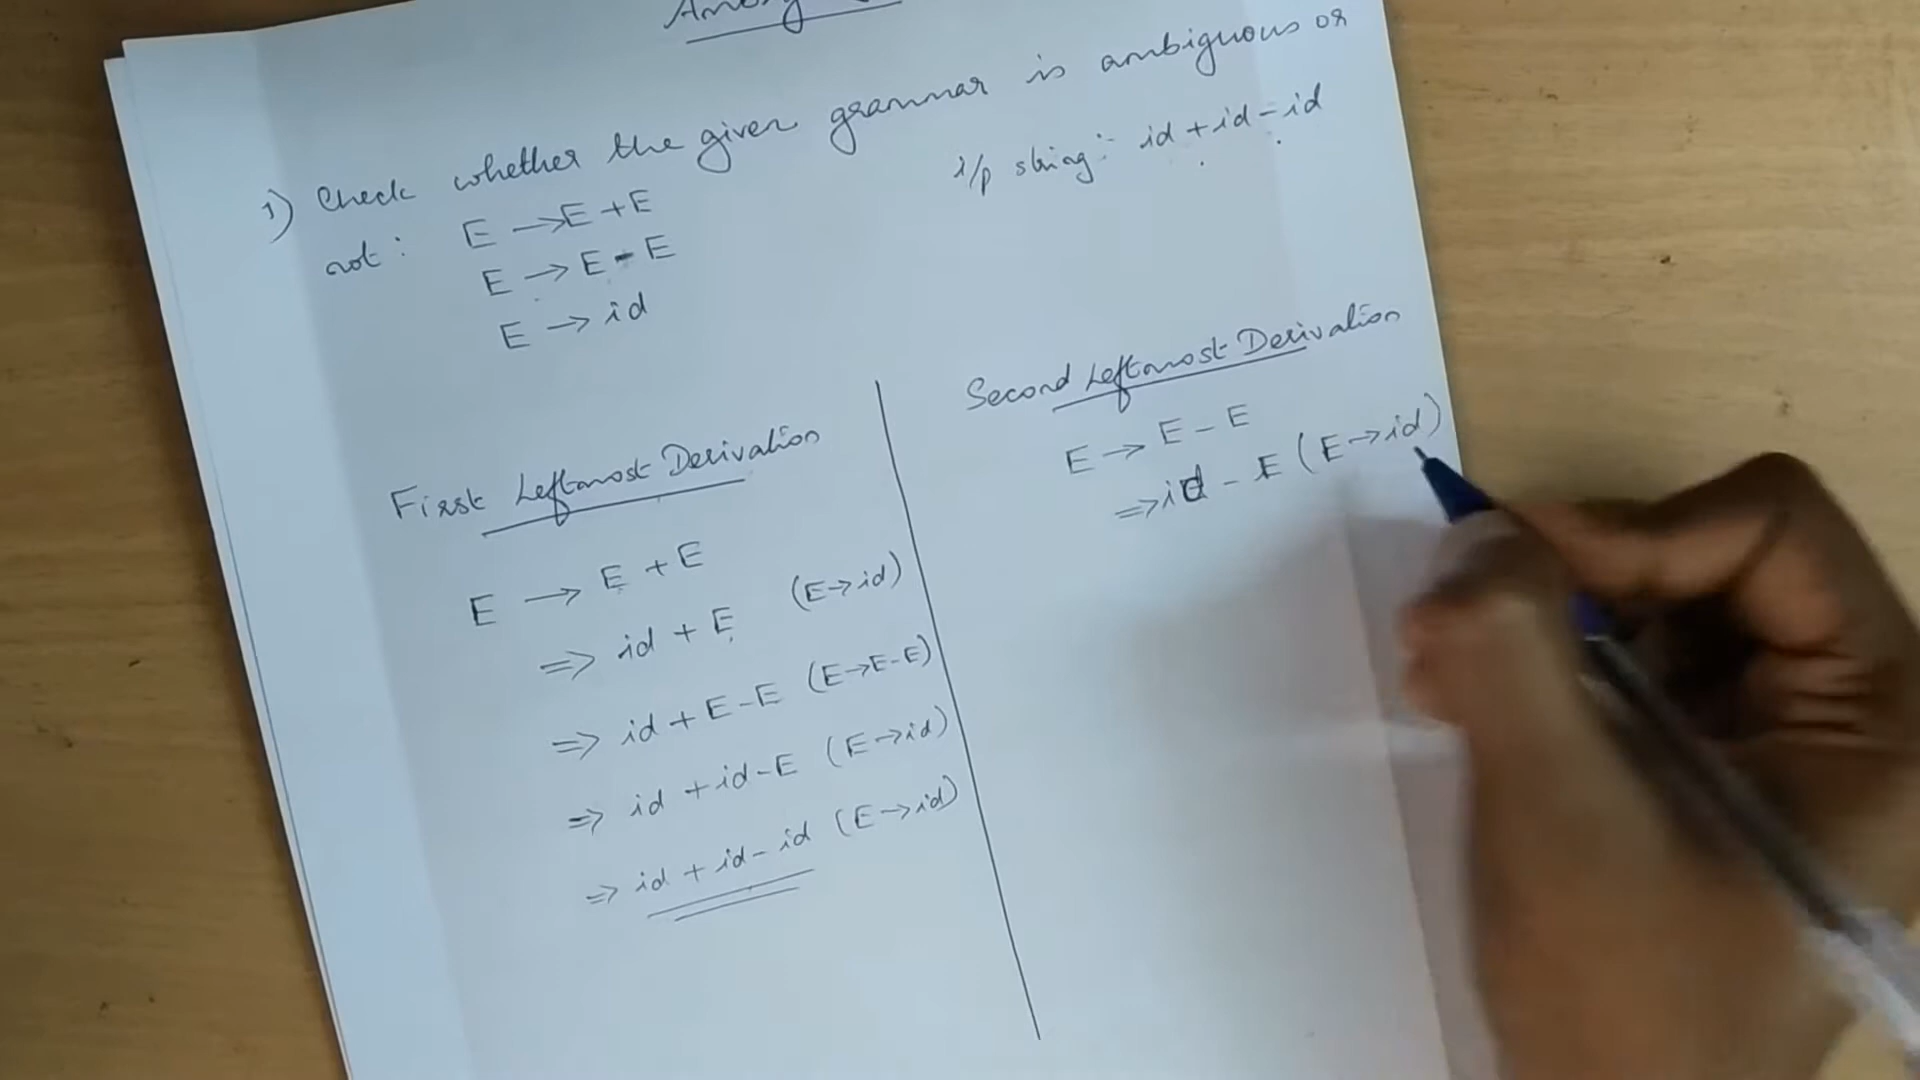 1) Check whether the given grammar is ambiguous or
not : E → E + E
i/p string :- id + id - id
E → E - E
E → id
First Leftmost Derivation
E → E + E
⇒ id + E (E → id)
⇒ id + E - E (E → E - E)
⇒ id + id - E (E → id)
⇒ id + id - id (E → id)
Second Leftmost Derivation
E → E - E
⇒ id - E (E → id)